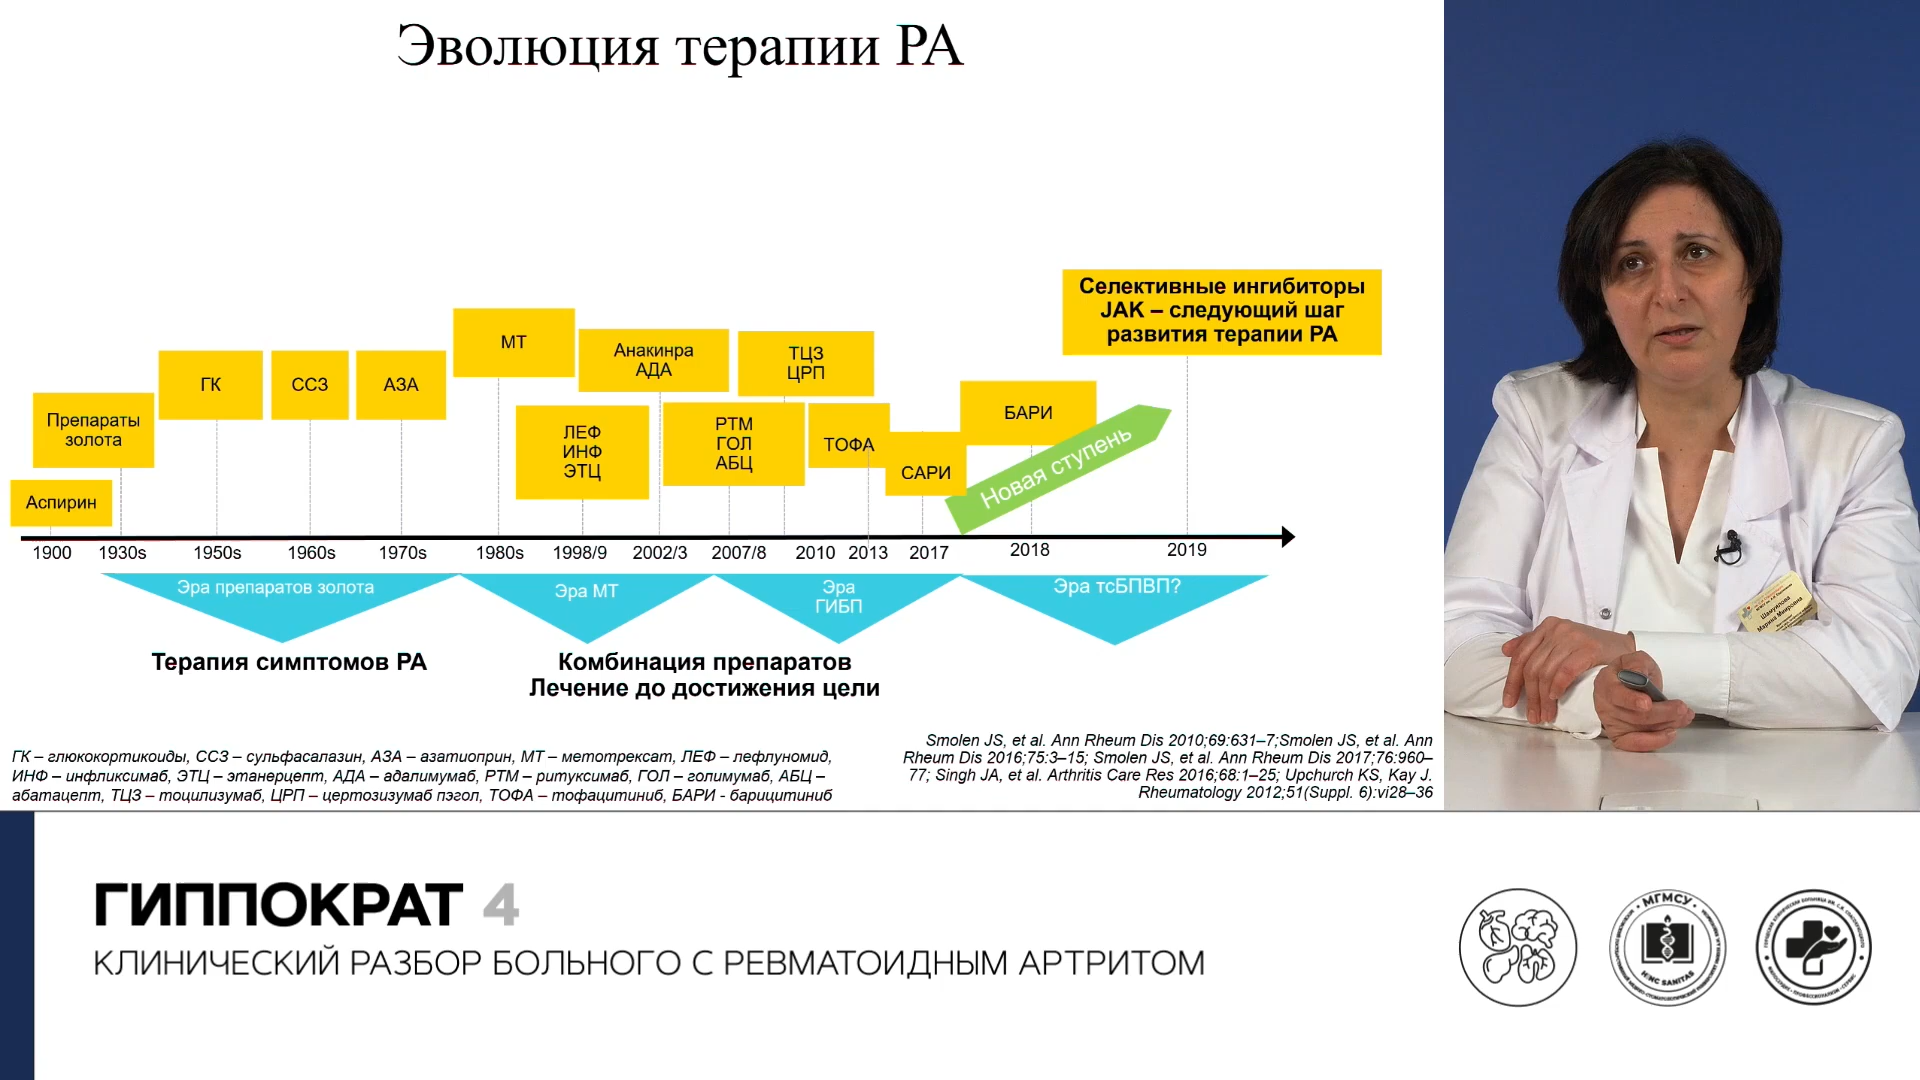 Эволюция терапии РА
Селективные ингибиторы
JAK – следующий шаг
развития терапии РА
МТ
Анакинра
АДА
ТЦЗ
ЦРП
ГК
ССЗ
АЗА
Препараты
золота
ЛЕФ
ИНФ
ЭТЦ
РТМ
ГОЛ
АБЦ
ТОФА
САРИ
БАРИ
Новая ступень
Аспирин
1900 1930s 1950s 1960s 1970s 1980s 1998/9 2002/3 2007/8 2010 2013 2017 2018 2019
Эра препаратов золота
Эра МТ
Эра
ГИБП
Эра тсБПВП?
Терапия симптомов РА
Комбинация препаратов
Лечение до достижения цели
ГК – глюкокортикоиды, ССЗ – сульфасалазин, АЗА – азатиоприн, МТ – метотрексат, ЛЕФ – лефлуномид,
ИНФ – инфликсимаб, ЭТЦ – этанерцепт, АДА – адалимумаб, РТМ – ритуксимаб, ГОЛ – голимумаб, АБЦ –
абатацепт, ТЦЗ – тоцилизумаб, ЦРП – цертозизумаб пэгол, ТОФА – тофацитиниб, БАРИ - барицитиниб
Smolen JS, et al. Ann Rheum Dis 2010;69:631–7;Smolen JS, et al. Ann
Rheum Dis 2016;75:3–15; Smolen JS, et al. Ann Rheum Dis 2017;76:960–
77; Singh JA, et al. Arthritis Care Res 2016;68:1–25; Upchurch KS, Kay J.
Rheumatology 2012;51(Suppl. 6):vi28–36
Шамуилова
Марина Мироевна
ГИППОКРАТ 4
КЛИНИЧЕСКИЙ РАЗБОР БОЛЬНОГО С РЕВМАТОИДНЫМ АРТРИТОМ
МГМСУ
SANITAS